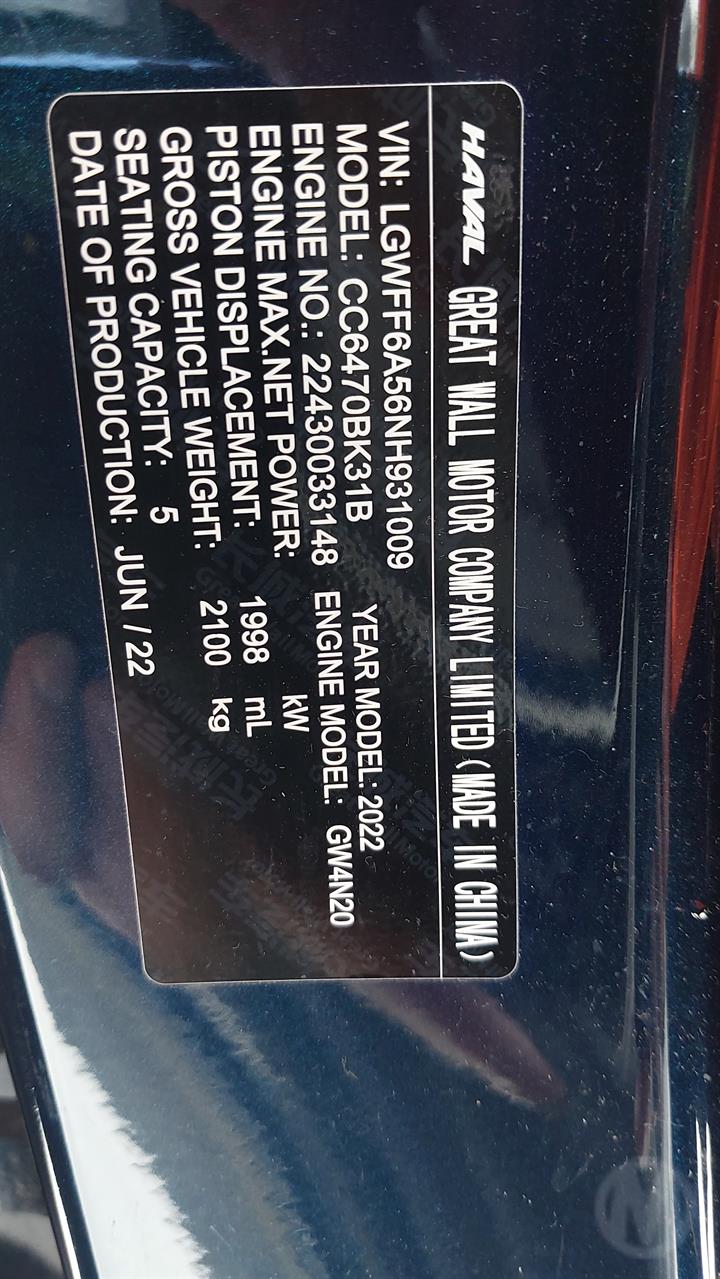 HAVAL GREAT WALL MOTOR COMPANY LIMITED (MADE IN CHINA)
VIN: LGWFF6A56NH931009
MODEL: CC6470BK31B YEAR MODEL: 2022
ENGINE NO.: 22430033148 ENGINE MODEL: GW4N20
ENGINE MAX.NET POWER: kW
PISTON DISPLACEMENT: 1998 mL
GROSS VEHICLE WEIGHT: 2100 kg
SEATING CAPACITY: 5
DATE OF PRODUCTION: JUN / 22